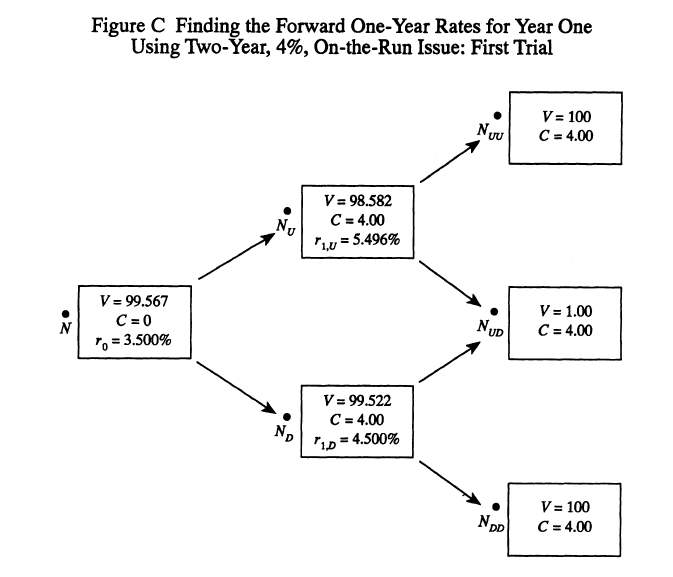 Figure C Finding the Forward One-Year Rates for Year One
Using Two-Year, 4%, On-the-Run Issue: First Trial
N_UU
V = 100
C = 4.00
N_U
V = 98.582
C = 4.00
r_1,U = 5.496%
N
V = 99.567
C = 0
r_0 = 3.500%
N_UD
V = 1.00
C = 4.00
N_D
V = 99.522
C = 4.00
r_1,D = 4.500%
N_DD
V = 100
C = 4.00